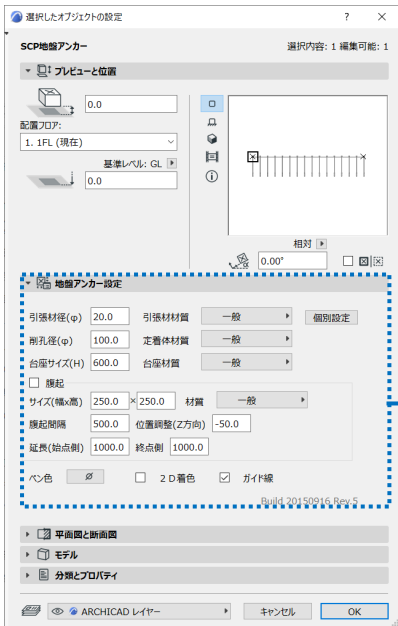 選択したオブジェクトの設定 ? ×
SCP地盤アンカー 選択内容: 1 編集可能: 1
プレビューと位置
0.0
配置フロア:
1. 1FL (現在)
基準レベル: GL
0.0
相対
0.00°
地盤アンカー設定
引張材径(φ) 20.0 引張材材質 一般 個別設定
削孔径(φ) 100.0 定着体材質 一般
台座サイズ(H) 600.0 台座材質 一般
腹起
サイズ(幅x高) 250.0 × 250.0 材質 一般
腹起間隔 500.0 位置調整(Z方向) -50.0
延長(始点側) 1000.0 終点側 1000.0
ペン色 ø 2D着色 ガイド線
Build 20150916 Rev.5
平面図と断面図
モデル
分類とプロパティ
ARCHICAD レイヤー キャンセル OK